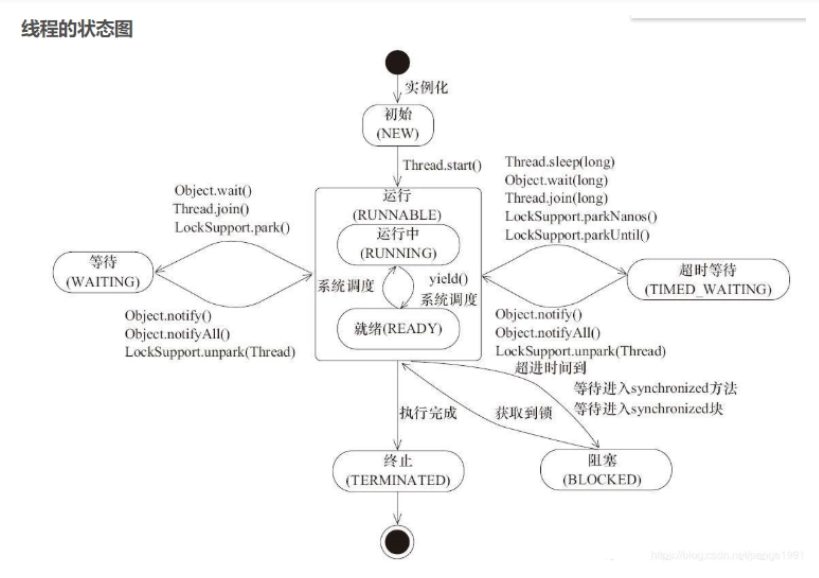 线程的状态图
实例化
初始
(NEW)
Thread.start()
Object.wait()
Thread.join()
LockSupport.park()
Thread.sleep(long)
Object.wait(long)
Thread.join(long)
LockSupport.parkNanos()
LockSupport.parkUntil()
运行
(RUNNABLE)
运行中
(RUNNING)
系统调度
yield()
系统调度
就绪(READY)
等待
(WAITING)
超时等待
(TIMED_WAITING)
Object.notify()
Object.notifyAll()
LockSupport.unpark(Thread)
Object.notify()
Object.notifyAll()
LockSupport.unpark(Thread)
超进时间到
等待进入synchronized方法
等待进入synchronized块
执行完成
获取到锁
终止
(TERMINATED)
阻塞
(BLOCKED)